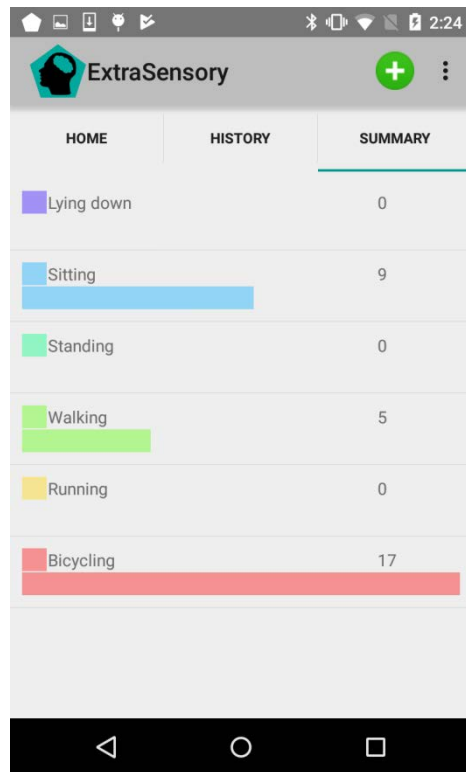 2:24
ExtraSensory
HOME HISTORY SUMMARY
Lying down 0
Sitting 9
Standing 0
Walking 5
Running 0
Bicycling 17